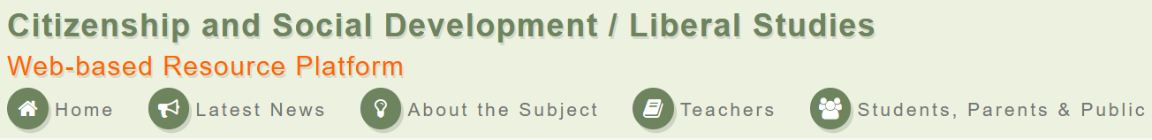 Citizenship and Social Development / Liberal Studies
Web-based Resource Platform
Home Latest News About the Subject Teachers Students, Parents & Public